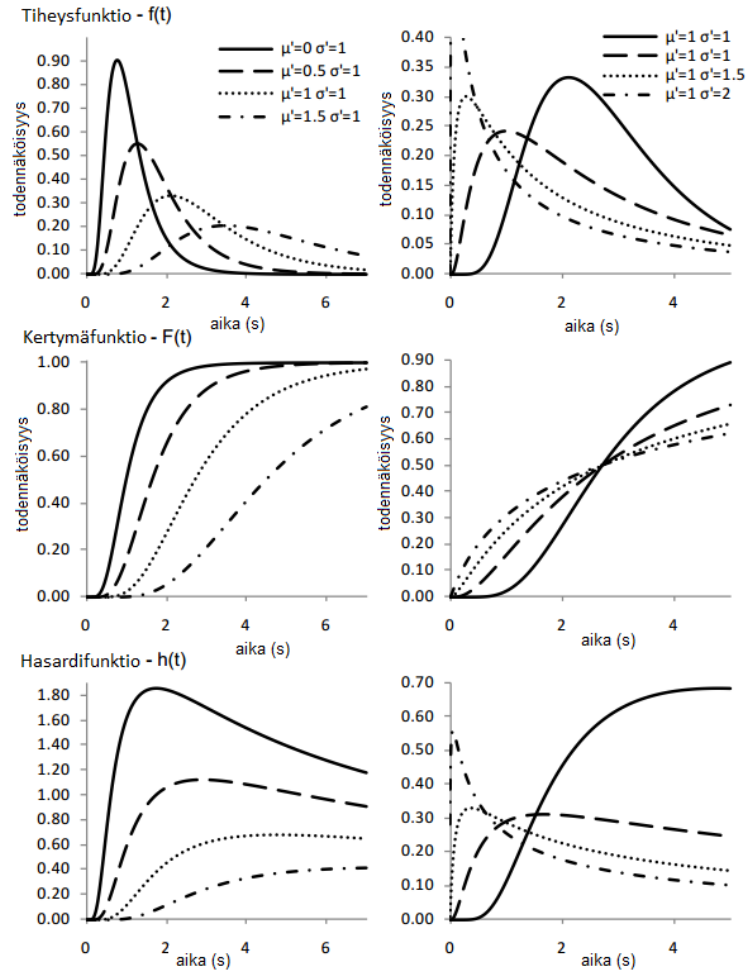 Tiheysfunktio - f(t)
todennäköisyys
0.90
0.80
0.70
0.60
0.50
0.40
0.30
0.20
0.10
0.00
0 2 4 6
aika (s)
μ'=0 σ'=1
μ'=0.5 σ'=1
μ'=1 σ'=1
μ'=1.5 σ'=1
todennäköisyys
0.40
0.35
0.30
0.25
0.20
0.15
0.10
0.05
0.00
0 2 4
aika (s)
μ'=1 σ'=1
μ'=1 σ'=1
μ'=1 σ'=1.5
μ'=1 σ'=2
Kertymäfunktio - F(t)
todennäköisyys
1.00
0.80
0.60
0.40
0.20
0.00
0 2 4 6
aika (s)
todennäköisyys
0.90
0.80
0.70
0.60
0.50
0.40
0.30
0.20
0.10
0.00
0 2 4
aika (s)
Hasardifunktio - h(t)
1.80
1.60
1.40
1.20
1.00
0.80
0.60
0.40
0.20
0.00
0 2 4 6
aika (s)
0.70
0.60
0.50
0.40
0.30
0.20
0.10
0.00
0 2 4
aika (s)